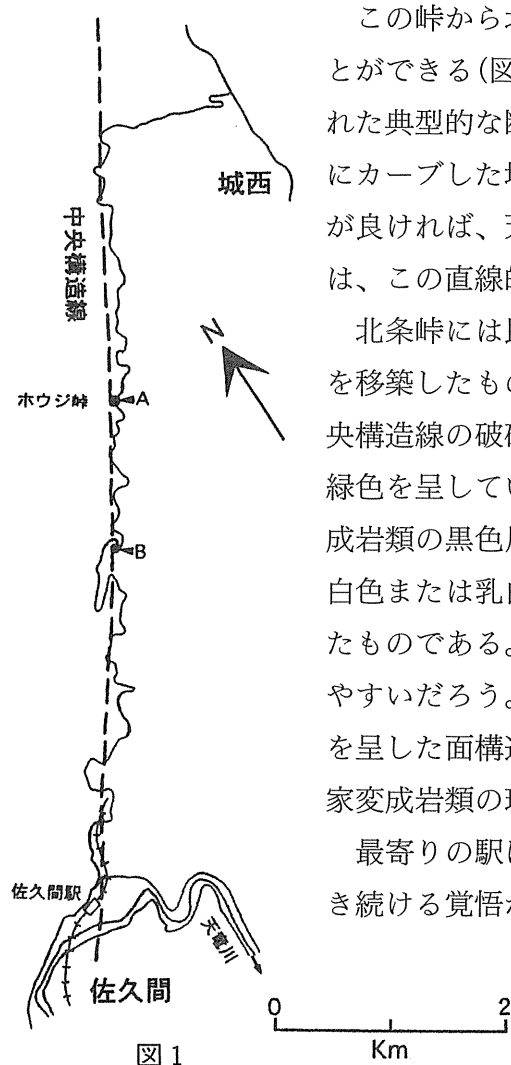 城西
中央構造線
N
ホウジ峠
A
B
佐久間駅
天竜川
佐久間
0
2
Km
図1
この峠から
とができる(図
れた典型的な
にカーブした
が良ければ、
は、この直線的
北条峠には
を移築したもの
央構造線の破
緑色を呈してい
成岩類の黒色
白色または乳
たものである。
やすいだろう。
を呈した面構
家変成岩類の
最寄りの駅
き続ける覚悟